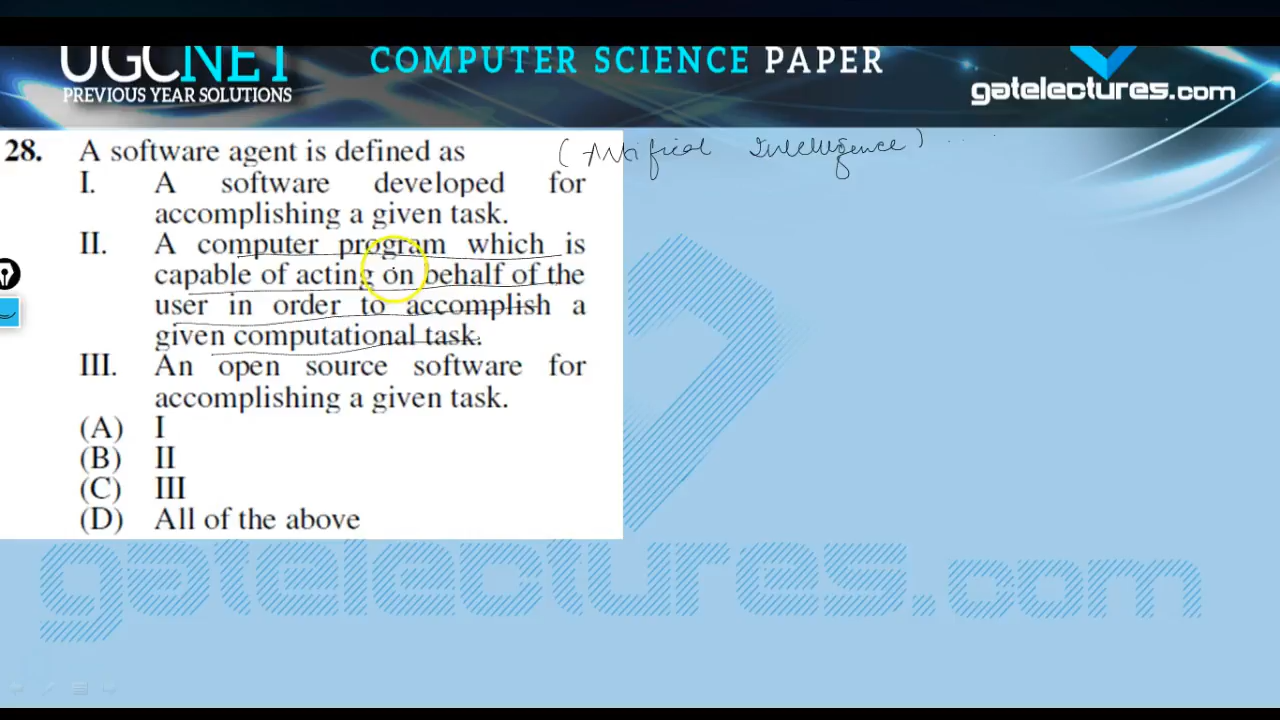 UGCNET COMPUTER SCIENCE PAPER
PREVIOUS YEAR SOLUTIONS
gatelectures.com
28. A software agent is defined as
(Artifical Intelligence) ....
I. A software developed for
accomplishing a given task.
II. A computer program which is
capable of acting on behalf of the
user in order to accomplish a
given computational task.
III. An open source software for
accomplishing a given task.
(A) I
(B) II
(C) III
(D) All of the above
gatelectures.com